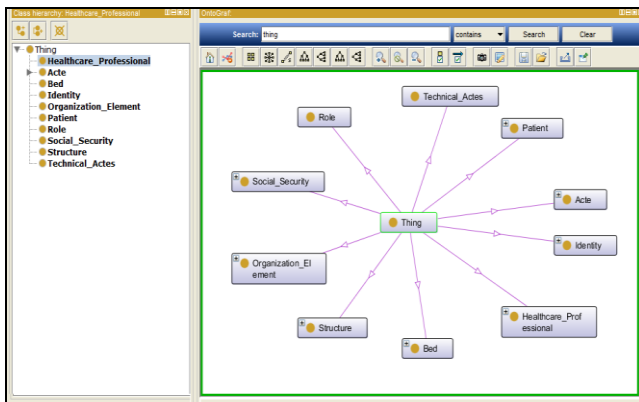 Class hierarchy: Healthcare_Professional
Thing
Healthcare_Professional
Acte
Bed
Identity
Organization_Element
Patient
Role
Social_Security
Structure
Technical_Actes
OntoGraf:
Search: thing contains Search Clear
Technical_Actes
Role
Patient
Social_Security
Acte
Thing
Identity
Organization_El
ement
Healthcare_Prof
essional
Structure
Bed